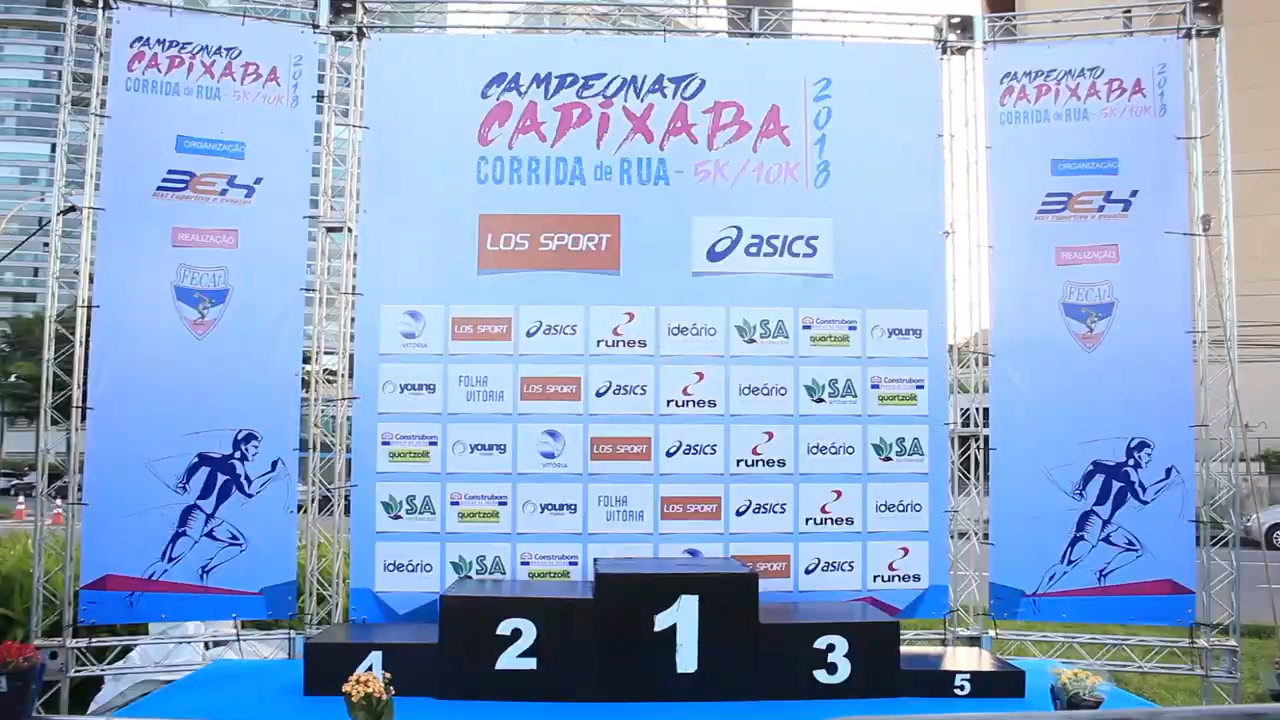 CAMPEONATO
CAPIXABA
CORRIDA de RUA - 5K/10K
2018
ORGANIZAÇÃO
BEX
REALIZAÇÃO
FECAt
CAMPEONATO
CAPIXABA
CORRIDA de RUA - 5K/10K
2018
LOS SPORT
asics
VITÓRIA LOS SPORT asics runes ideário SA Construbom quartzolit young
young FOLHA VITÓRIA LOS SPORT asics runes ideário SA Construbom quartzolit
Construbom quartzolit young VITÓRIA LOS SPORT asics runes ideário SA
SA Construbom quartzolit young FOLHA VITÓRIA LOS SPORT asics runes ideário
ideário SA Construbom quartzolit SPORT asics runes
CAMPEONATO
CAPIXABA
CORRIDA de RUA - 5K/10K
2018
ORGANIZAÇÃO
BEX
REALIZAÇÃO
FECAt
4 2 1 3 5